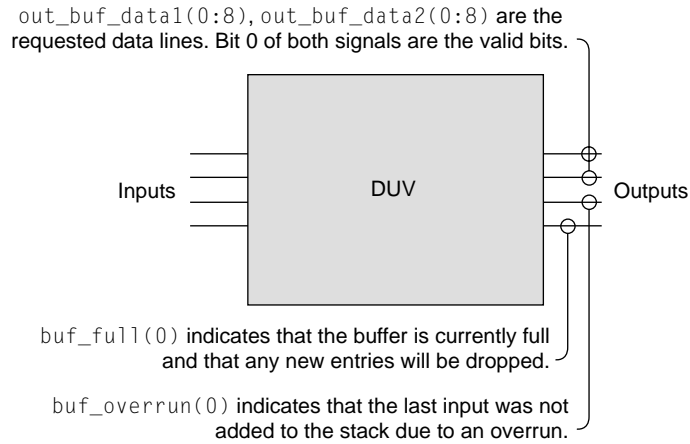 out_buf_data1(0:8), out_buf_data2(0:8) are the
requested data lines. Bit 0 of both signals are the valid bits.
Inputs
DUV
Outputs
buf_full(0) indicates that the buffer is currently full
and that any new entries will be dropped.
buf_overrun(0) indicates that the last input was not
added to the stack due to an overrun.